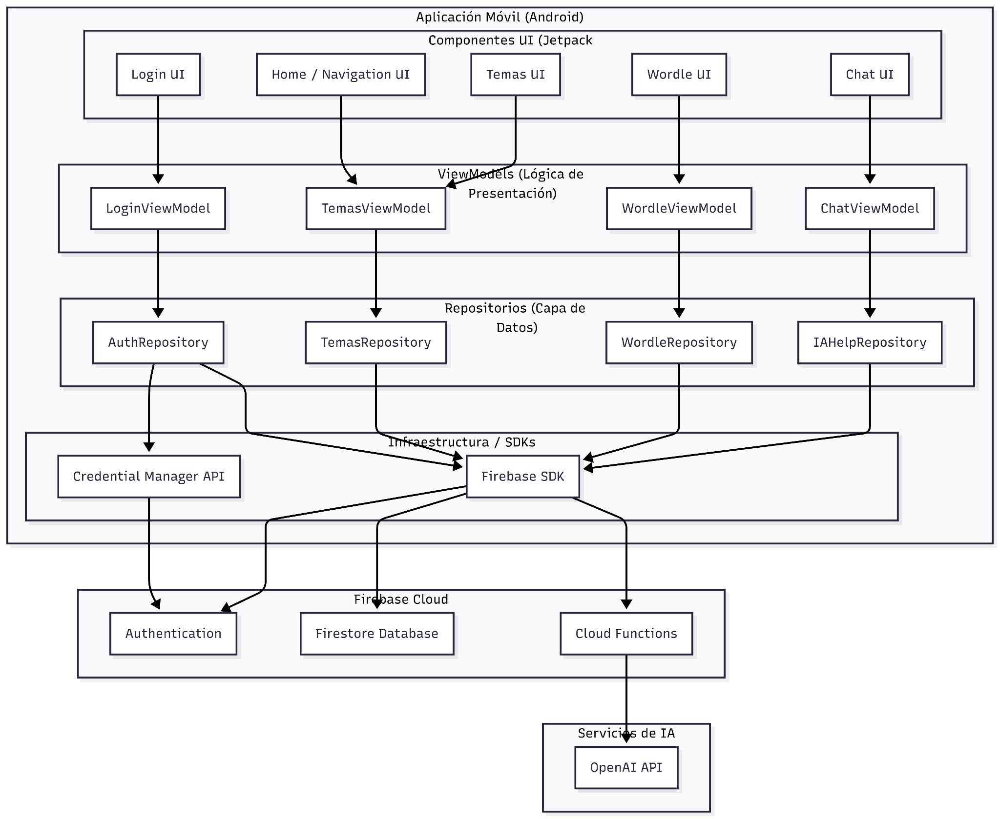 Aplicación Móvil (Android)
Componentes UI (Jetpack
Login UI
Home / Navigation UI
Temas UI
Wordle UI
Chat UI
ViewModels (Lógica de
Presentación)
LoginViewModel
TemasViewModel
WordleViewModel
ChatViewModel
Repositorios (Capa de
Datos)
AuthRepository
TemasRepository
WordleRepository
IAHelpRepository
Infraestructura / SDKs
Credential Manager API
Firebase SDK
Firebase Cloud
Authentication
Firestore Database
Cloud Functions
Servicios de IA
OpenAI API